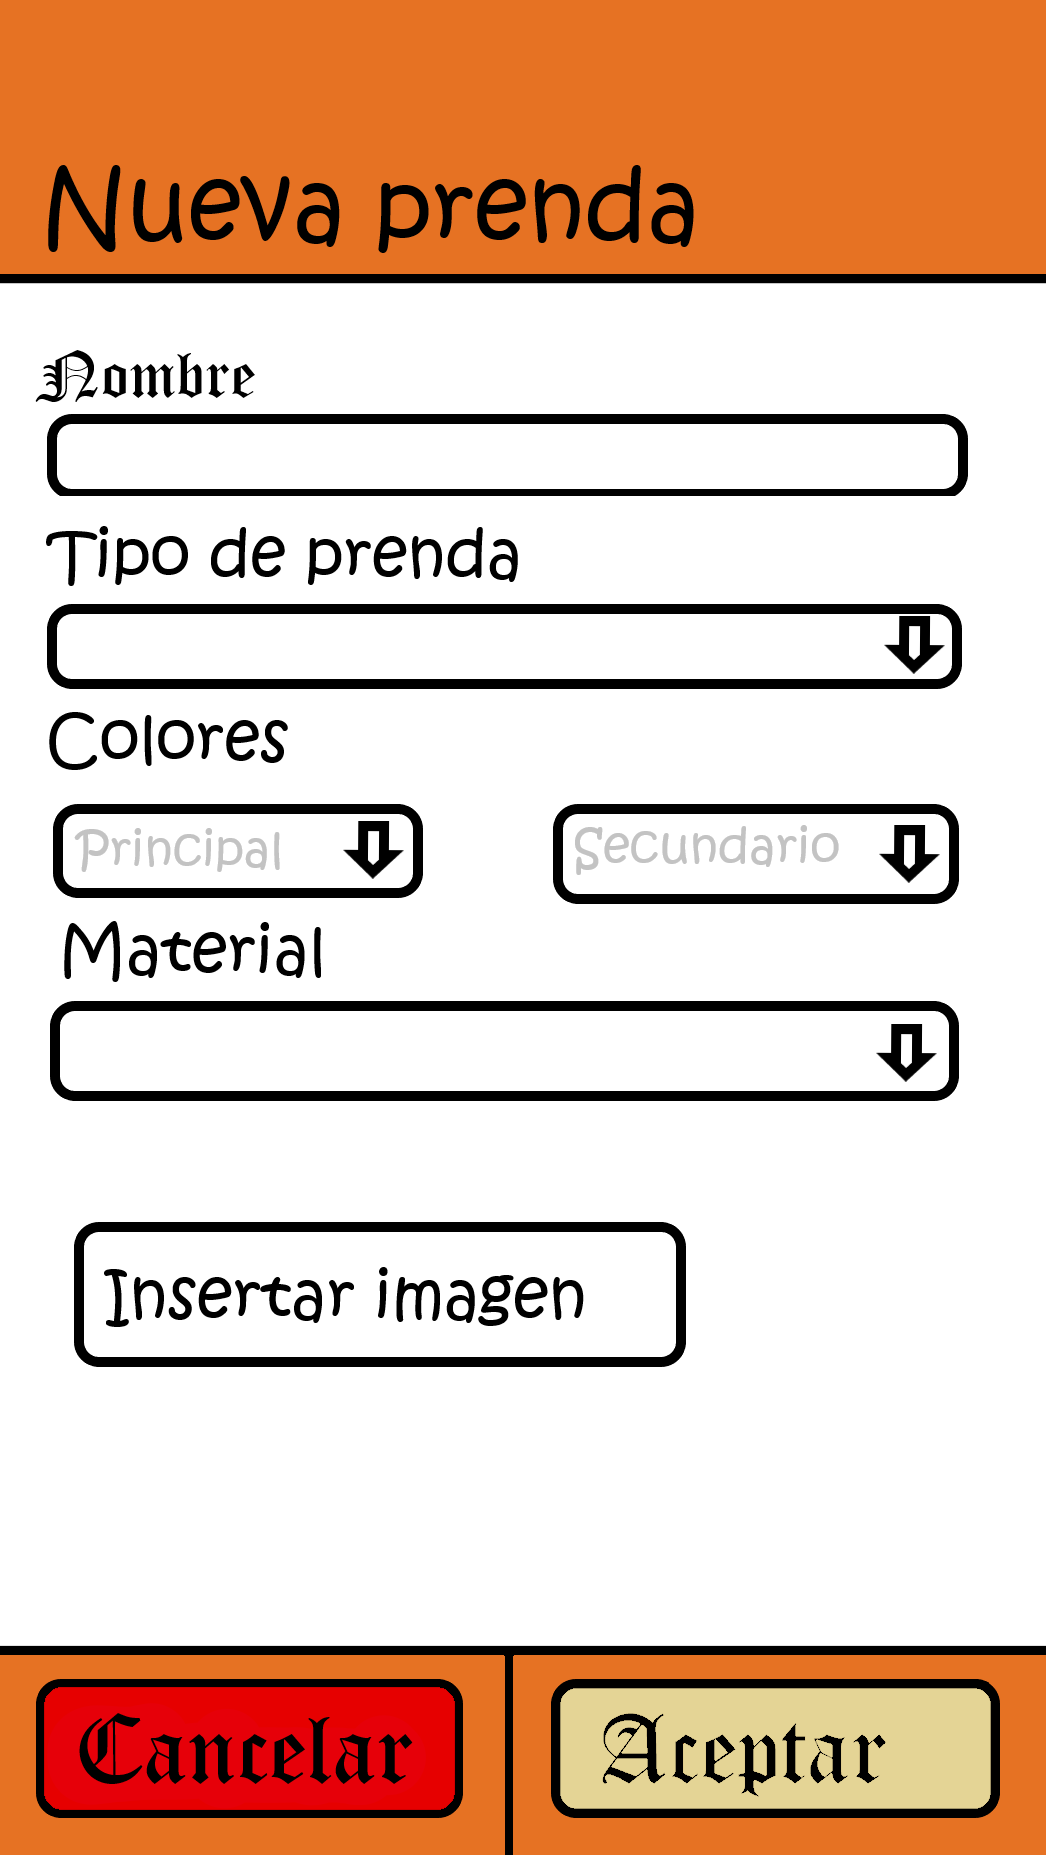 Nueva prenda
Nombre
Tipo de prenda
Colores
Principal
Secundario
Material
Insertar imagen
Cancelar
Aceptar